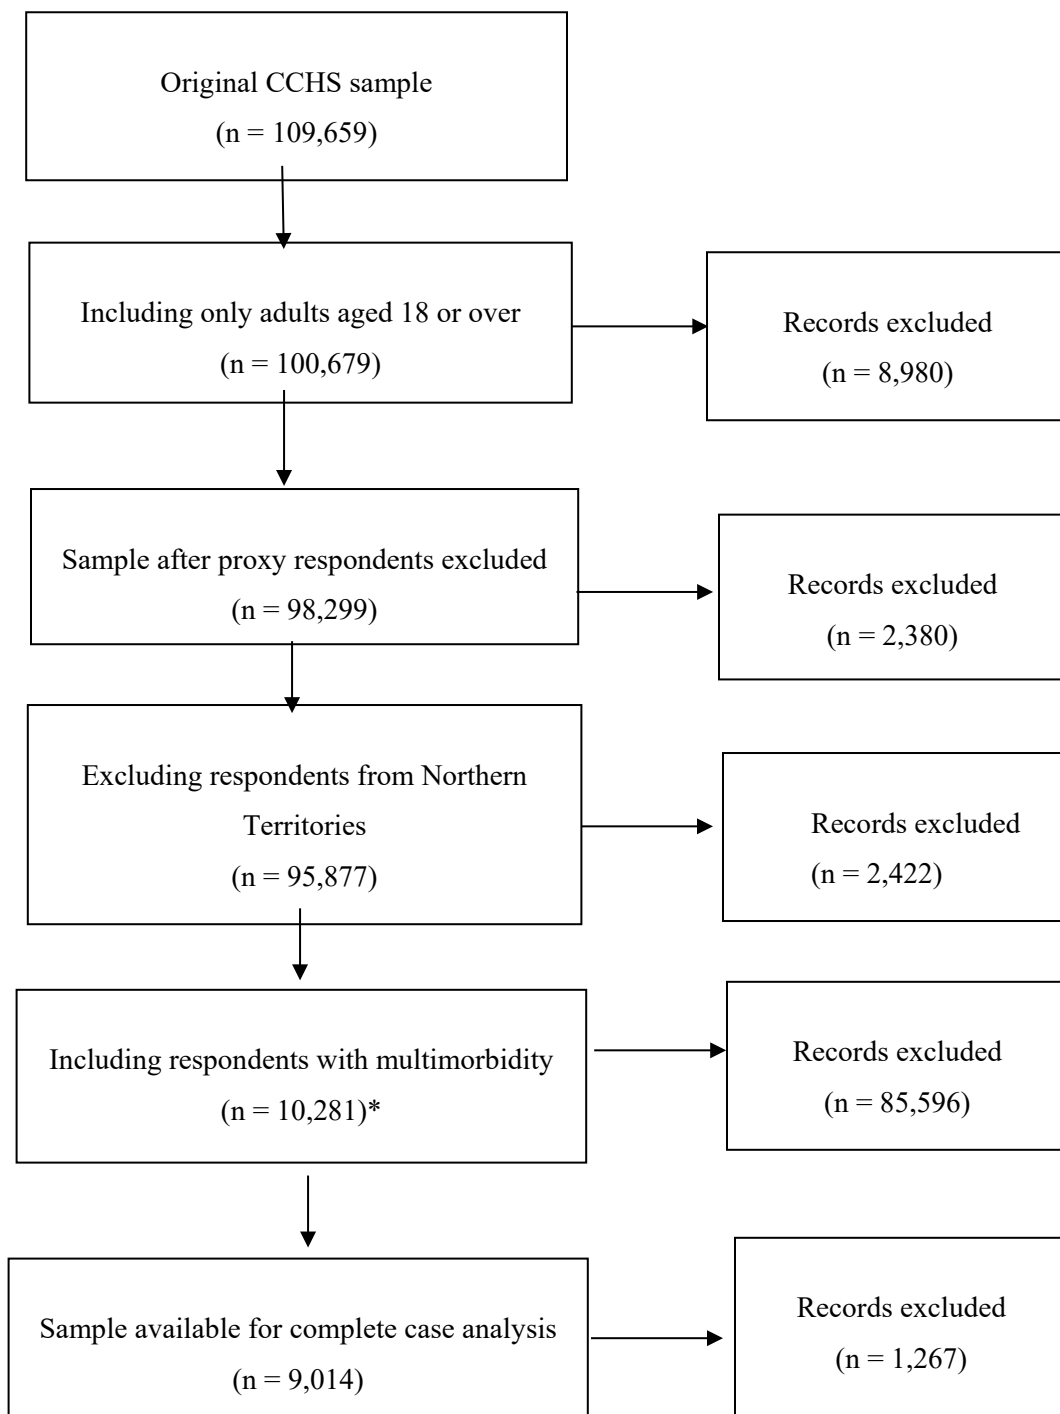 Original CCHS sample
(n = 109,659)
Including only adults aged 18 or over
(n = 100,679)
Records excluded
(n = 8,980)
Sample after proxy respondents excluded
(n = 98,299)
Records excluded
(n = 2,380)
Excluding respondents from Northern
Territories
(n = 95,877)
Records excluded
(n = 2,422)
Including respondents with multimorbidity
(n = 10,281)*
Records excluded
(n = 85,596)
Sample available for complete case analysis
(n = 9,014)
Records excluded
(n = 1,267)